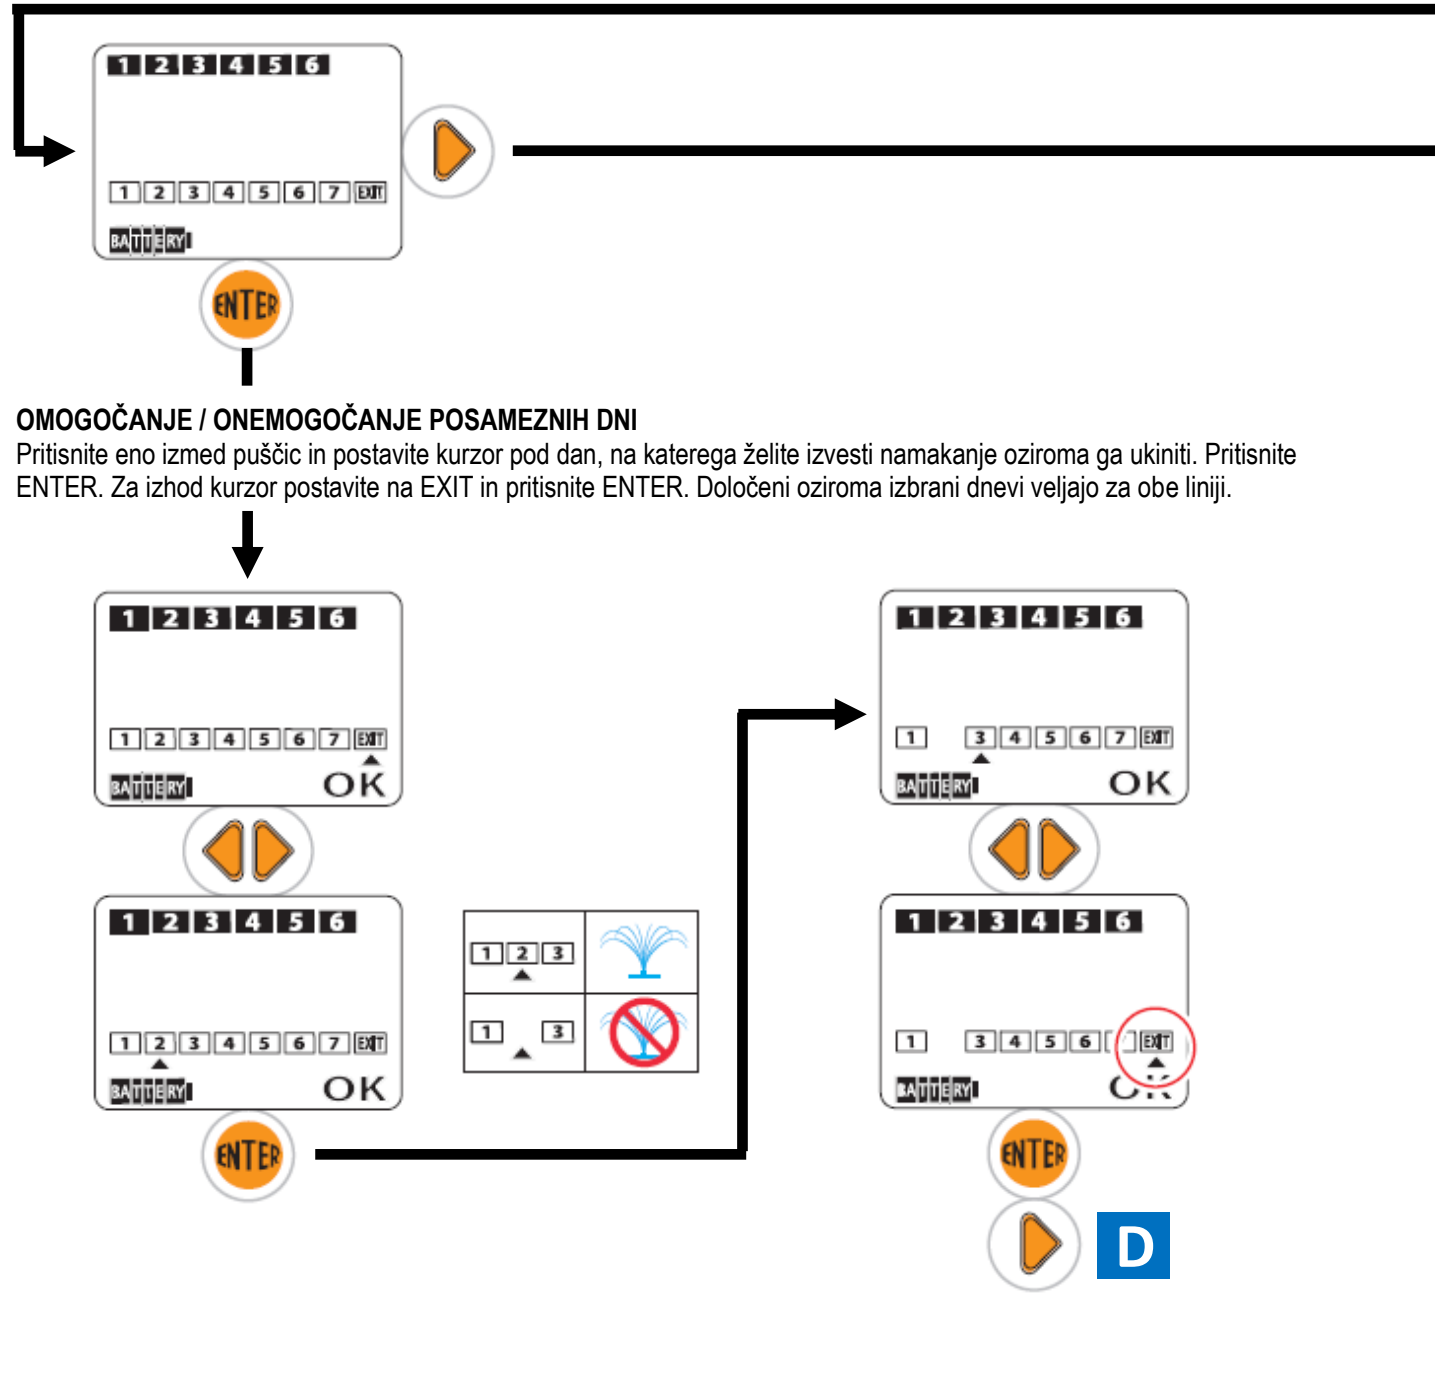 1 2 3 4 5 6
1 2 3 4 5 6 7 EXIT
BATTERY
ENTER
OMOGOČANJE / ONEMOGOČANJE POSAMEZNIH DNI
Pritisnite eno izmed puščic in postavite kurzor pod dan, na katerega želite izvesti namakanje oziroma ga ukiniti. Pritisnite
ENTER. Za izhod kurzor postavite na EXIT in pritisnite ENTER. Določeni oziroma izbrani dnevi veljajo za obe liniji.
1 2 3 4 5 6
1 2 3 4 5 6 7 EXIT
BATTERY OK
1 2 3 4 5 6
1 2 3 4 5 6 7 EXIT
BATTERY OK
ENTER
1 2 3
1 3
1 2 3 4 5 6
1 3 4 5 6 7 EXIT
BATTERY OK
1 2 3 4 5 6
1 3 4 5 6 7 EXIT
BATTERY OK
ENTER
D